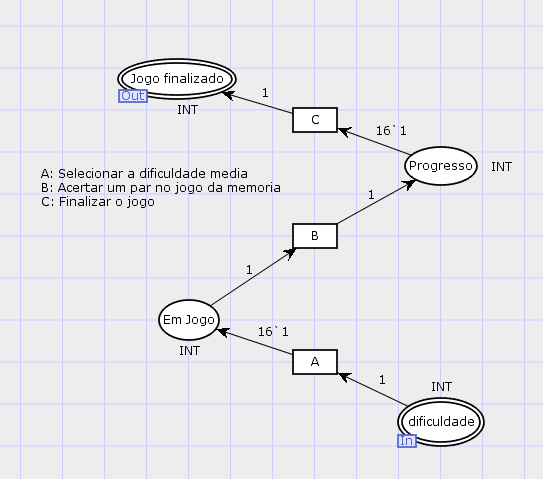 Jogo finalizado
Out
INT
1
C
16`1
Progresso
INT
A: Selecionar a dificuldade media
B: Acertar um par no jogo da memoria
C: Finalizar o jogo
1
B
1
Em Jogo
INT
16`1
A
1
INT
dificuldade
In